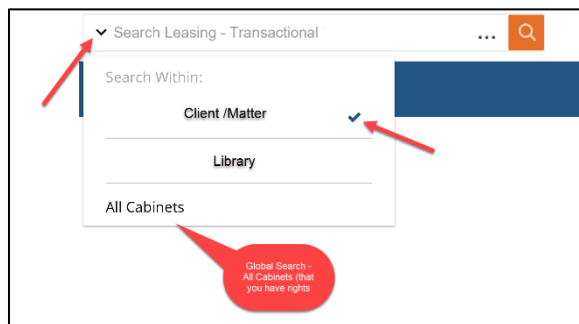 Search Leasing - Transactional
...
Search Within:
Client /Matter
Library
All Cabinets
Global Search -
All Cabinets (that
you have rights